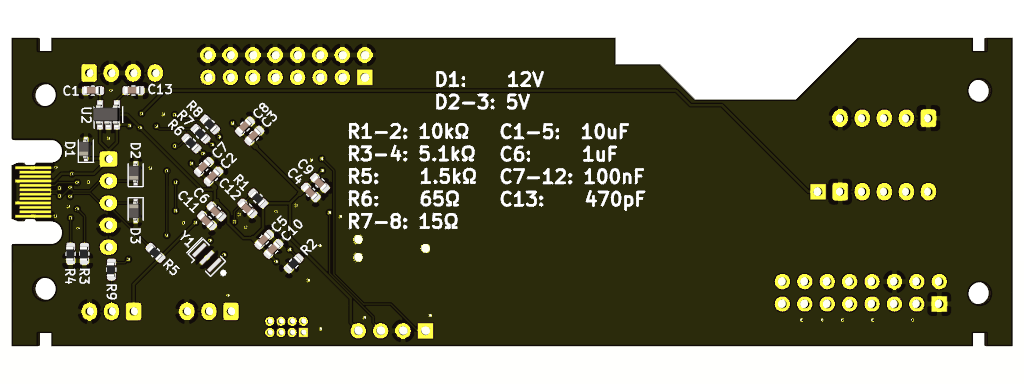 D1: 12V
D2-3: 5V
R1-2: 10kΩ C1-5: 10uF
R3-4: 5.1kΩ C6: 1uF
R5: 1.5kΩ C7-12: 100nF
R6: 65Ω C13: 470pF
R7-8: 15Ω
C1
C13
U2
R8
R7
R6
C8
C3
D1
D2
C7
C2
C9
C4
R1
C12
C6
C11
D3
Y1
C5
C10
R2
R5
R4
R3
R9